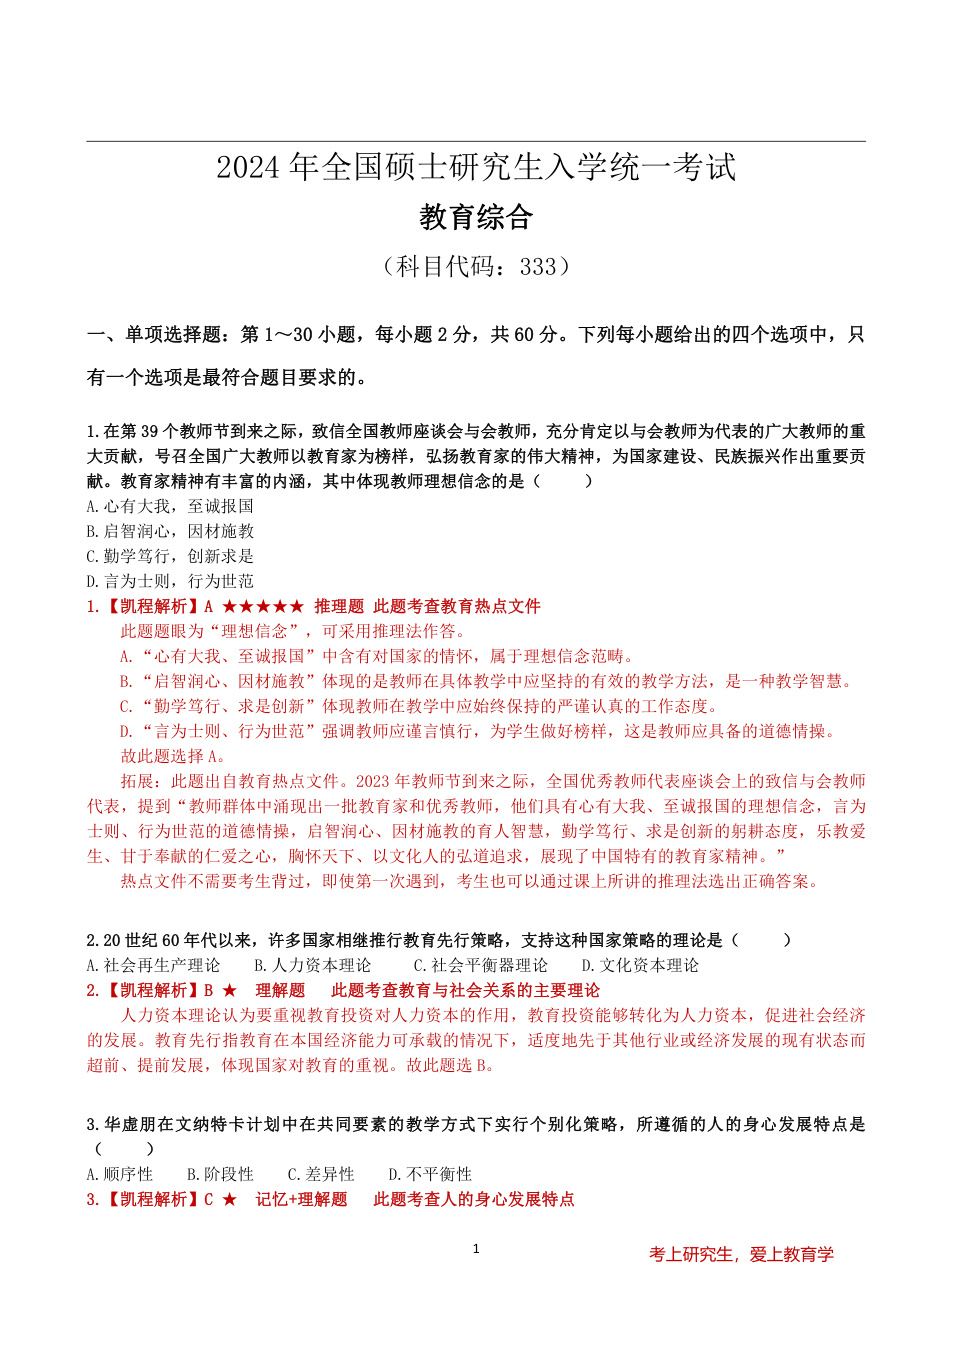 2024 年全国硕士研究生入学统一考试
教育综合
（科目代码：333）
一、单项选择题：第 1～30 小题，每小题 2 分，共 60 分。下列每小题给出的四个选项中，只
有一个选项是最符合题目要求的。
1.在第 39 个教师节到来之际，致信全国教师座谈会与会教师，充分肯定以与会教师为代表的广大教师的重
大贡献，号召全国广大教师以教育家为榜样，弘扬教育家的伟大精神，为国家建设、民族振兴作出重要贡
献。教育家精神有丰富的内涵，其中体现教师理想信念的是（　　）
A.心有大我，至诚报国
B.启智润心，因材施教
C.勤学笃行，创新求是
D.言为士则，行为世范
1.【凯程解析】A ★★★★★ 推理题 此题考查教育热点文件
此题题眼为“理想信念”，可采用推理法作答。
A.“心有大我、至诚报国”中含有对国家的情怀，属于理想信念范畴。
B.“启智润心、因材施教”体现的是教师在具体教学中应坚持的有效的教学方法，是一种教学智慧。
C.“勤学笃行、求是创新”体现教师在教学中应始终保持的严谨认真的工作态度。
D.“言为士则、行为世范”强调教师应谨言慎行，为学生做好榜样，这是教师应具备的道德情操。
故此题选择 A。
拓展：此题出自教育热点文件。2023 年教师节到来之际，全国优秀教师代表座谈会上的致信与会教师
代表，提到“教师群体中涌现出一批教育家和优秀教师，他们具有心有大我、至诚报国的理想信念，言为
士则、行为世范的道德情操，启智润心、因材施教的育人智慧，勤学笃行、求是创新的躬耕态度，乐教爱
生、甘于奉献的仁爱之心，胸怀天下、以文化人的弘道追求，展现了中国特有的教育家精神。”
热点文件不需要考生背过，即使第一次遇到，考生也可以通过课上所讲的推理法选出正确答案。
2.20 世纪 60 年代以来，许多国家相继推行教育先行策略，支持这种国家策略的理论是（　　）
A.社会再生产理论　　B.人力资本理论　　C.社会平衡器理论　　D.文化资本理论
2.【凯程解析】B ★ 理解题 此题考查教育与社会关系的主要理论
人力资本理论认为要重视教育投资对人力资本的作用，教育投资能够转化为人力资本，促进社会经济
的发展。教育先行指教育在本国经济能力可承载的情况下，适度地先于其他行业或经济发展的现有状态而
超前、提前发展，体现国家对教育的重视。故此题选 B。
3.华虚朋在文纳特卡计划中在共同要素的教学方式下实行个别化策略，所遵循的人的身心发展特点是
（　　）
A.顺序性　　B.阶段性　　C.差异性　　D.不平衡性
3.【凯程解析】C ★ 记忆+理解题 此题考查人的身心发展特点
1
考上研究生，爱上教育学